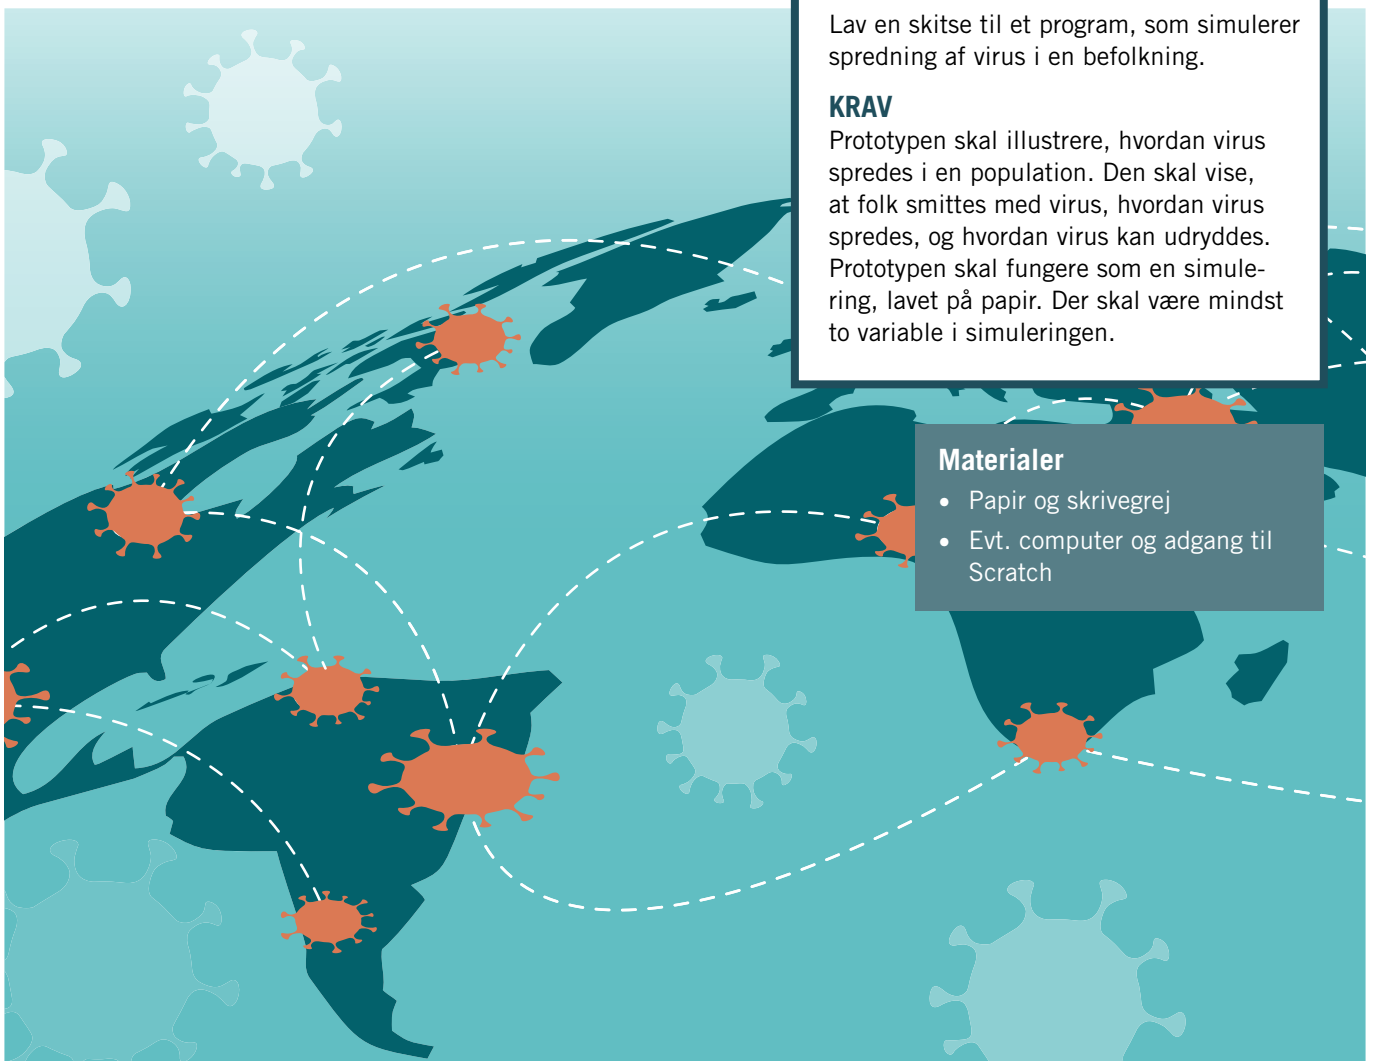 Lav en skitse til et program, som simulerer
spredning af virus i en befolkning.
KRAV
Prototypen skal illustrere, hvordan virus
spredes i en population. Den skal vise,
at folk smittes med virus, hvordan virus
spredes, og hvordan virus kan udryddes.
Prototypen skal fungere som en simule-
ring, lavet på papir. Der skal være mindst
to variable i simuleringen.
Materialer
• Papir og skrivegrej
• Evt. computer og adgang til
Scratch